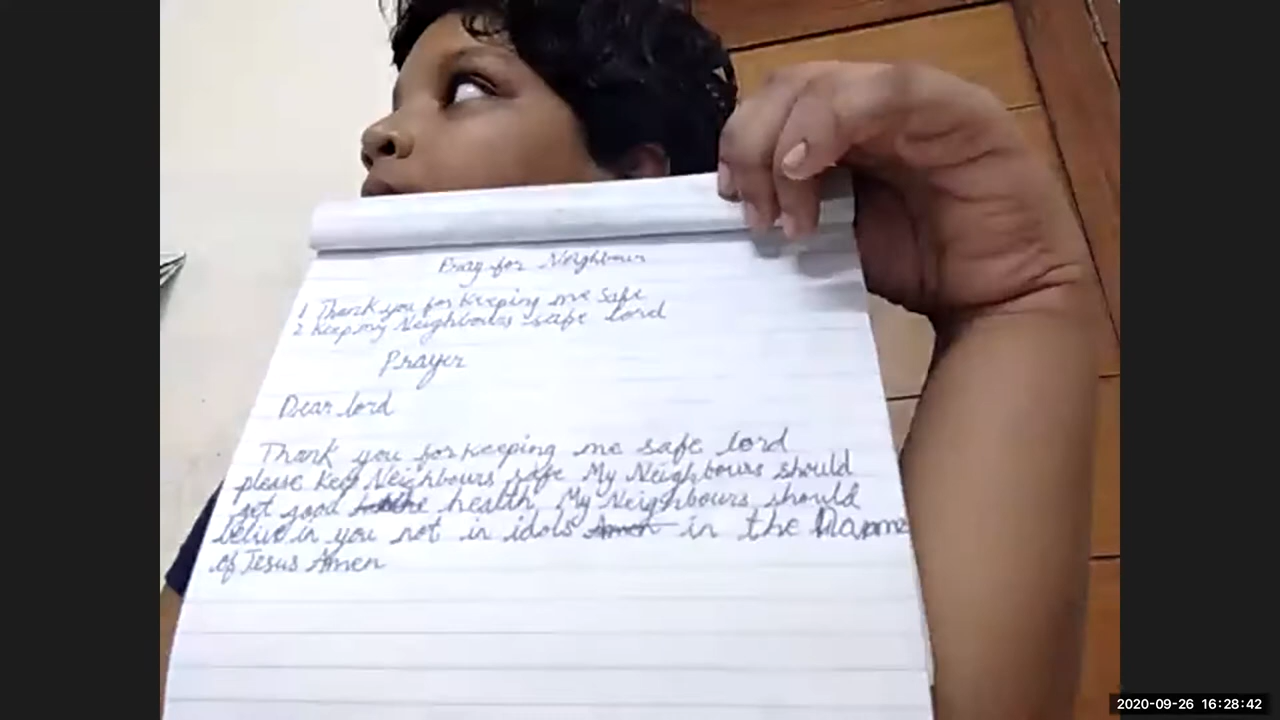 Pray for Neighbours
1 Thank you for keeping me safe
2 Keep my Neighbours safe lord
Prayer
Dear lord
Thank you for keeping me safe lord
please keep Neighbours safe My Neighbours should
get good health My Neighbours should
belive in you not in idols Amen in the Name
of Jesus Amen
2020-09-26 16:28:42